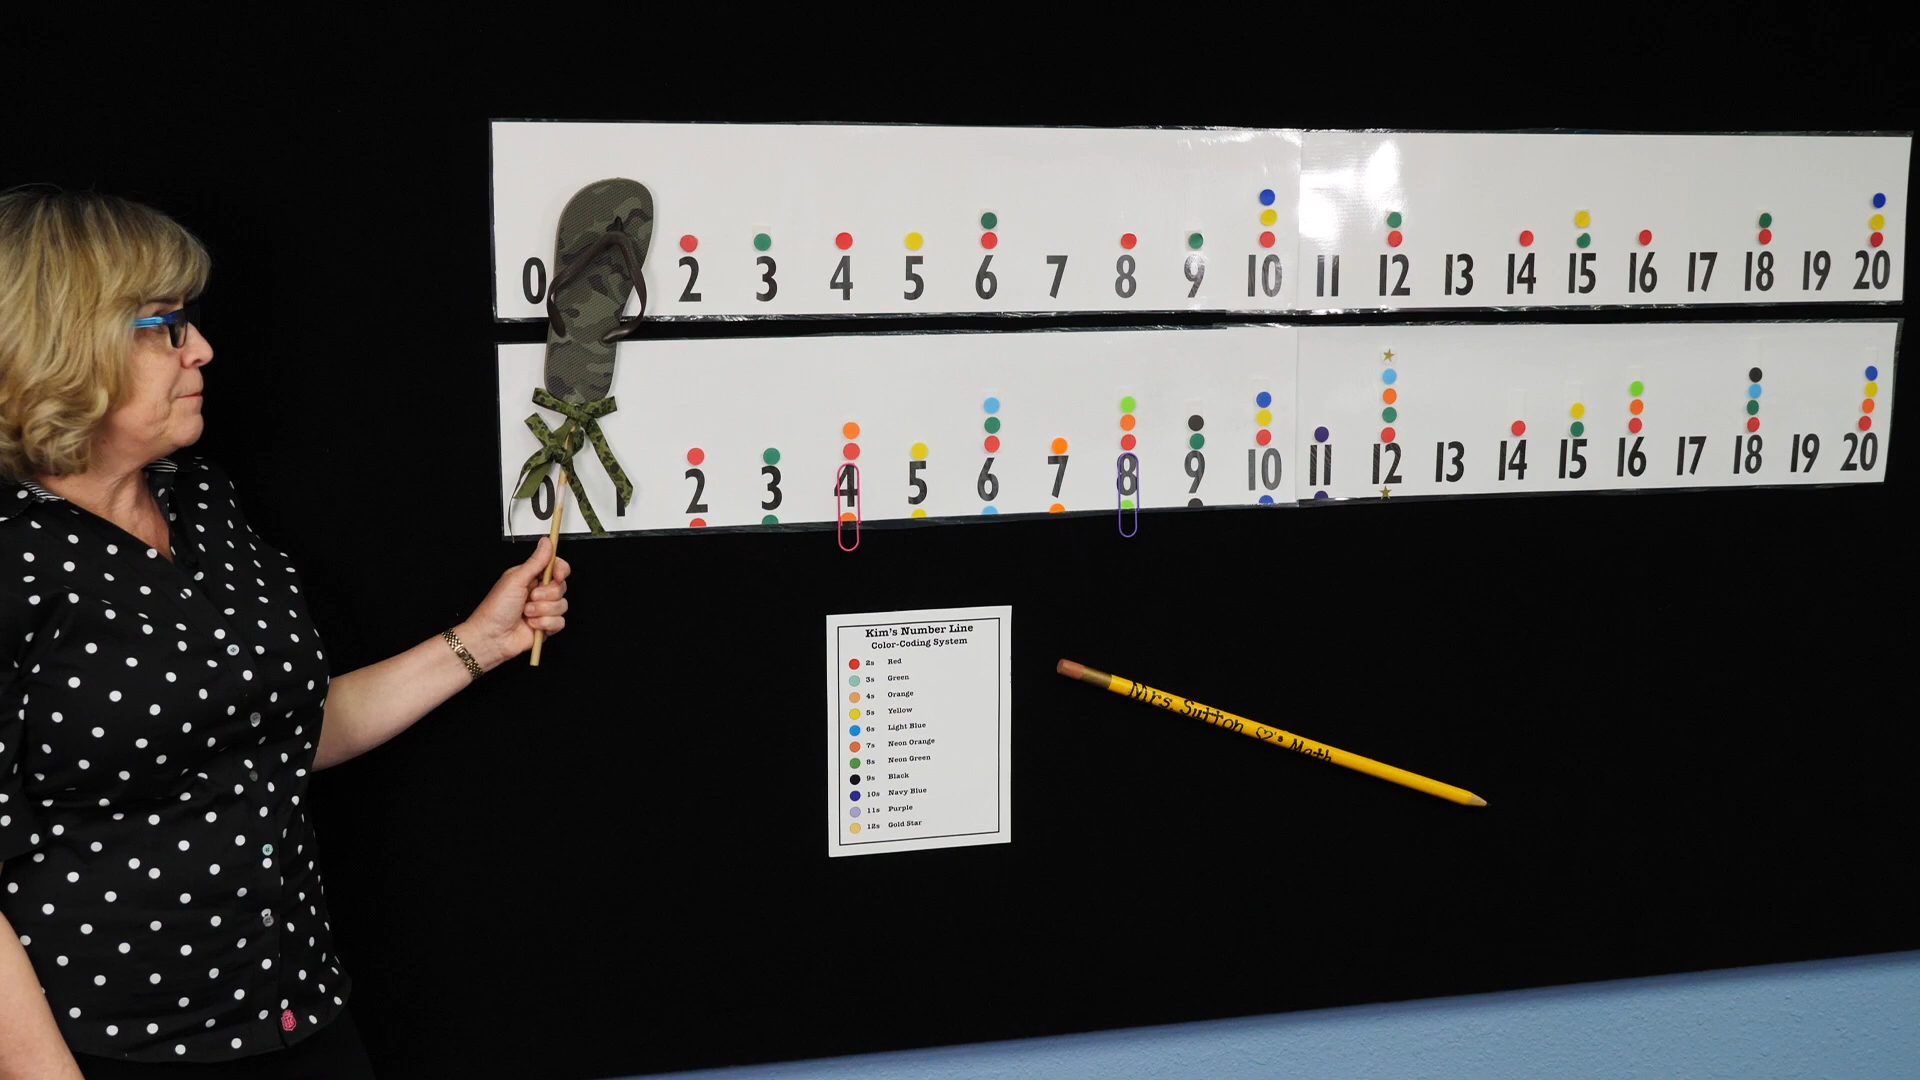 0 2 3 4 5 6 7 8 9 10 11 12 13 14 15 16 17 18 19 20
0 1 2 3 4 5 6 7 8 9 10 11 12 13 14 15 16 17 18 19 20
Kim's Number Line
Color-Coding System
2s Red
3s Green
4s Orange
5s Yellow
6s Light Blue
7s Neon Orange
8s Neon Green
9s Black
10s Navy Blue
11s Purple
12s Gold Star
Mrs. Sutton ♡'s Math